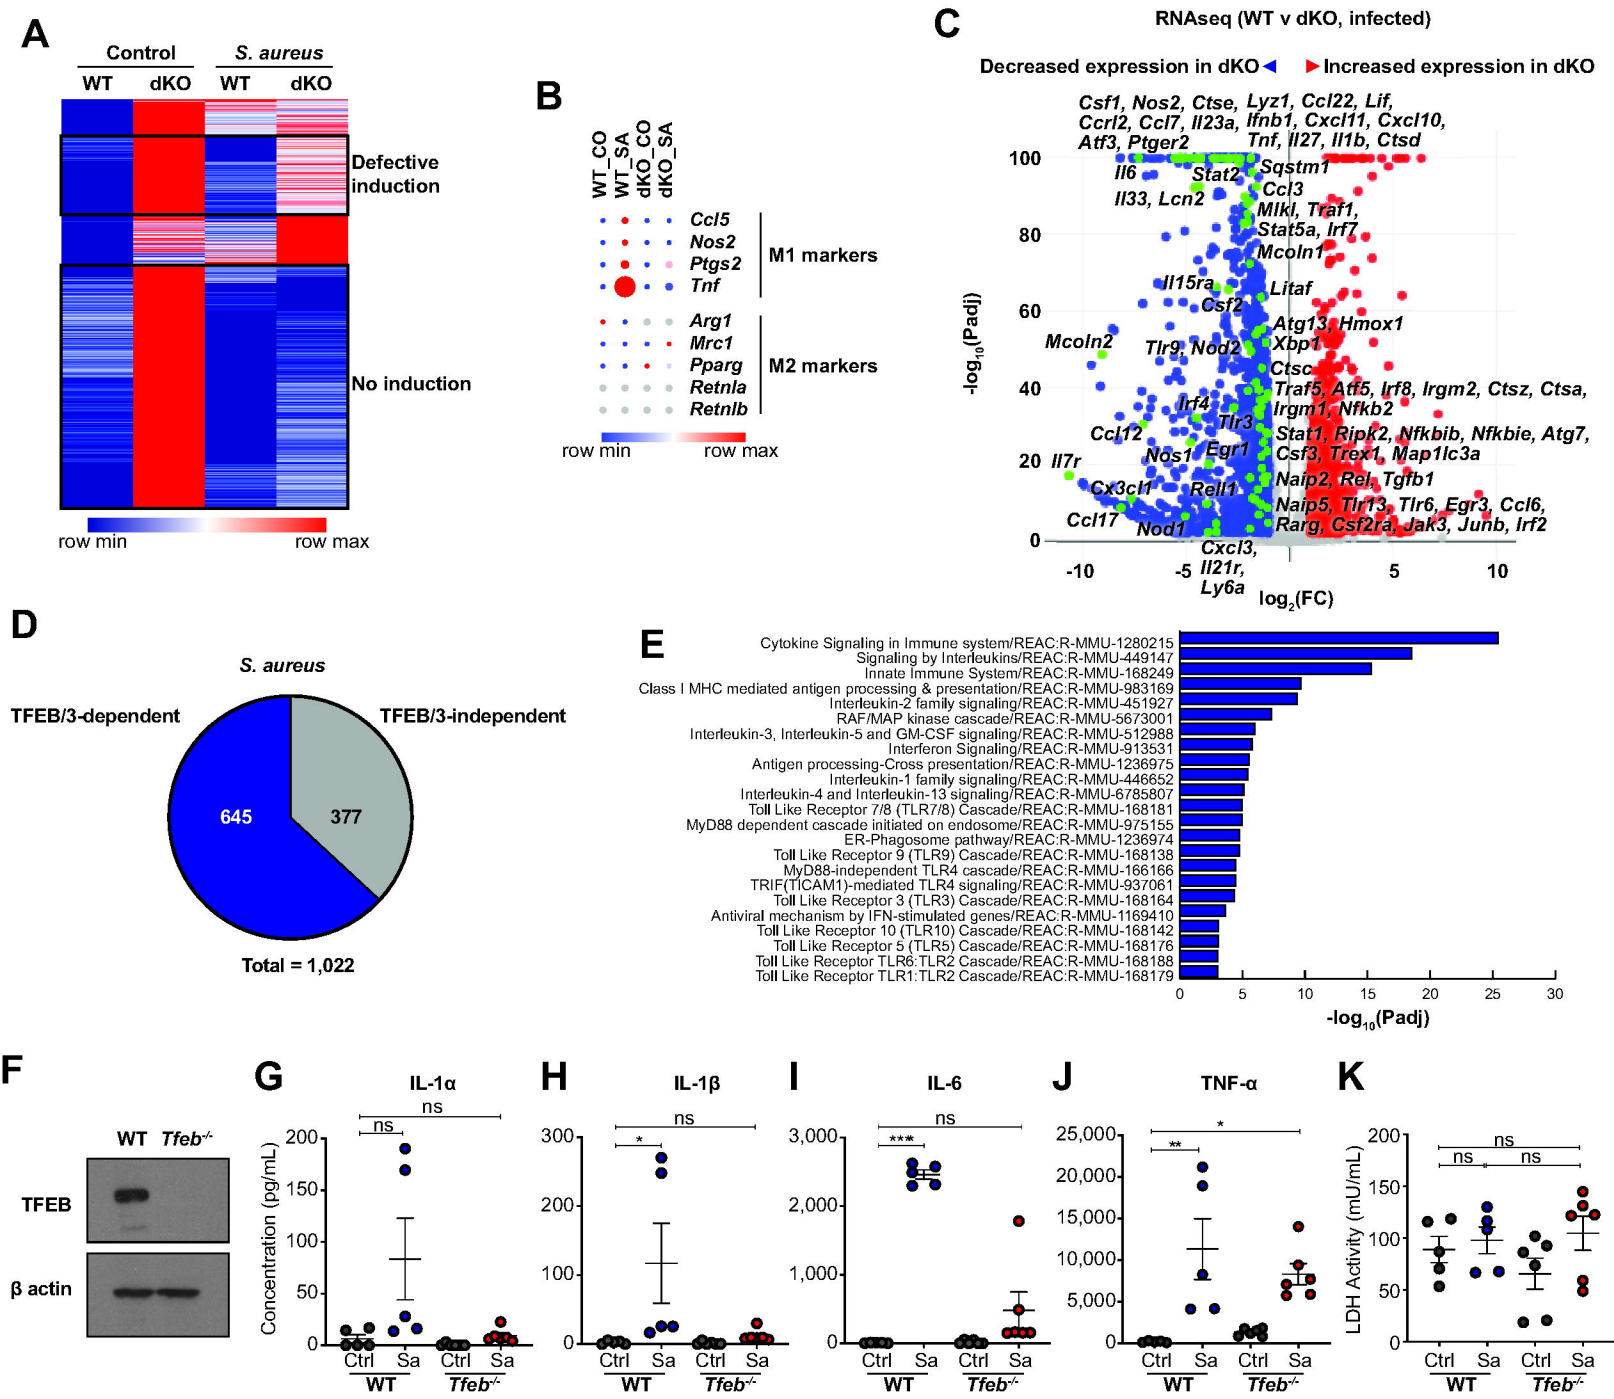 A
Control S. aureus
WT dKO WT dKO
Defective
induction
No induction
row min row max
B
WT_CO
WT_SA
dKO_CO
dKO_SA
Ccl5
Nos2
Ptgs2
Tnf
M1 markers
Arg1
Mrc1
Pparg
Retnla
Retnlb
M2 markers
row min row max
C
RNAseq (WT v dKO, infected)
Decreased expression in dKO Increased expression in dKO
Csf1, Nos2, Ctse,
Ccrl2, Ccl7, Il23a,
Atf3, Ptger2
Lyz1, Ccl22, Lif,
Ifnb1, Cxcl11, Cxcl10,
Tnf, Il27, Il1b, Ctsd
Il6
Stat2
Sqstm1
Il33, Lcn2
Ccl3
Mlkl, Traf1,
Stat5a, Irf7
Mcoln1
Il15ra
Litaf
Csf2
Atg13, Hmox1
Mcoln2
Tlr9, Nod2
Xbp1
Ctsc
Traf5, Atf5, Irf8, Irgm2, Ctsz, Ctsa,
Irgm1, Nfkb2
Irf4
Tlr3
Ccl12
Stat1, Ripk2, Nfkbib, Nfkbie, Atg7,
Csf3, Trex1, Map1lc3a
Nos1
Egr1
Il7r
Naip2, Rel, Tgfb1
Cx3cl1
Rell1
Naip5, Tlr13, Tlr6, Egr3, Ccl6,
Rarg, Csf2ra, Jak3, Junb, Irf2
Ccl17
Nod1
Cxcl3,
Il21r,
Ly6a
100
80
60
40
20
0
-log10(Padj)
-10 -5 5 10
log2(FC)
D
S. aureus
TFEB/3-dependent
TFEB/3-independent
645
377
Total = 1,022
E
Cytokine Signaling in Immune system/REAC:R-MMU-1280215
Signaling by Interleukins/REAC:R-MMU-449147
Innate Immune System/REAC:R-MMU-168249
Class I MHC mediated antigen processing & presentation/REAC:R-MMU-983169
Interleukin-2 family signaling/REAC:R-MMU-451927
RAF/MAP kinase cascade/REAC:R-MMU-5673001
Interleukin-3, Interleukin-5 and GM-CSF signaling/REAC:R-MMU-512988
Interferon Signaling/REAC:R-MMU-913531
Antigen processing-Cross presentation/REAC:R-MMU-1236975
Interleukin-1 family signaling/REAC:R-MMU-446652
Interleukin-4 and Interleukin-13 signaling/REAC:R-MMU-6785807
Toll Like Receptor 7/8 (TLR7/8) Cascade/REAC:R-MMU-168181
MyD88 dependent cascade initiated on endosome/REAC:R-MMU-975155
ER-Phagosome pathway/REAC:R-MMU-1236974
Toll Like Receptor 9 (TLR9) Cascade/REAC:R-MMU-168138
MyD88-independent TLR4 cascade/REAC:R-MMU-166166
TRIF(TICAM1)-mediated TLR4 signaling/REAC:R-MMU-937061
Toll Like Receptor 3 (TLR3) Cascade/REAC:R-MMU-168164
Antiviral mechanism by IFN-stimulated genes/REAC:R-MMU-1169410
Toll Like Receptor 10 (TLR10) Cascade/REAC:R-MMU-168142
Toll Like Receptor 5 (TLR5) Cascade/REAC:R-MMU-168176
Toll Like Receptor TLR6:TLR2 Cascade/REAC:R-MMU-168188
Toll Like Receptor TLR1:TLR2 Cascade/REAC:R-MMU-168179
0 5 10 15 20 25 30
-log10(Padj)
F
WT Tfeb-/-
TFEB
β actin
G
IL-1α
ns
ns
Concentration (pg/mL)
200
150
100
50
0
Ctrl Sa Ctrl Sa
WT Tfeb-/-
H
IL-1β
ns
*
300
200
100
0
Ctrl Sa Ctrl Sa
WT Tfeb-/-
I
IL-6
ns
****
3,000
2,000
1,000
0
Ctrl Sa Ctrl Sa
WT Tfeb-/-
J
TNF-α
*
**
25,000
20,000
15,000
10,000
5,000
0
Ctrl Sa Ctrl Sa
WT Tfeb-/-
K
ns
ns ns
LDH Activity (mU/mL)
200
150
100
50
0
Ctrl Sa Ctrl Sa
WT Tfeb-/-